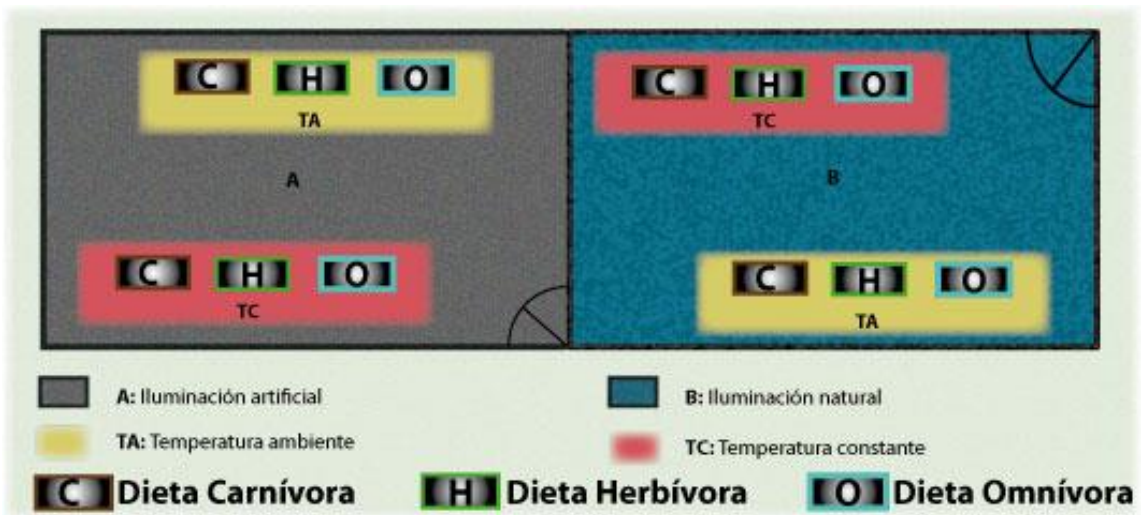 C H O
TA
A
C H O
TC
C H O
TC
B
C H O
TA
A: Iluminación artificial
B: Iluminación natural
TA: Temperatura ambiente
TC: Temperatura constante
C Dieta Carnívora H Dieta Herbívora O Dieta Omnívora